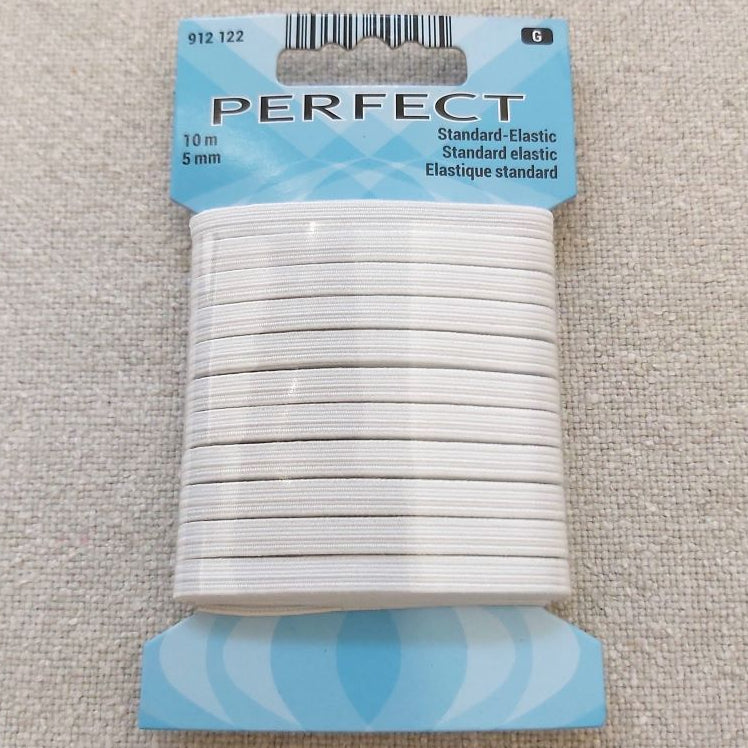 912 122
G
PERFECT
10 m
5 mm
Standard-Elastic
Standard elastic
Elastique standard